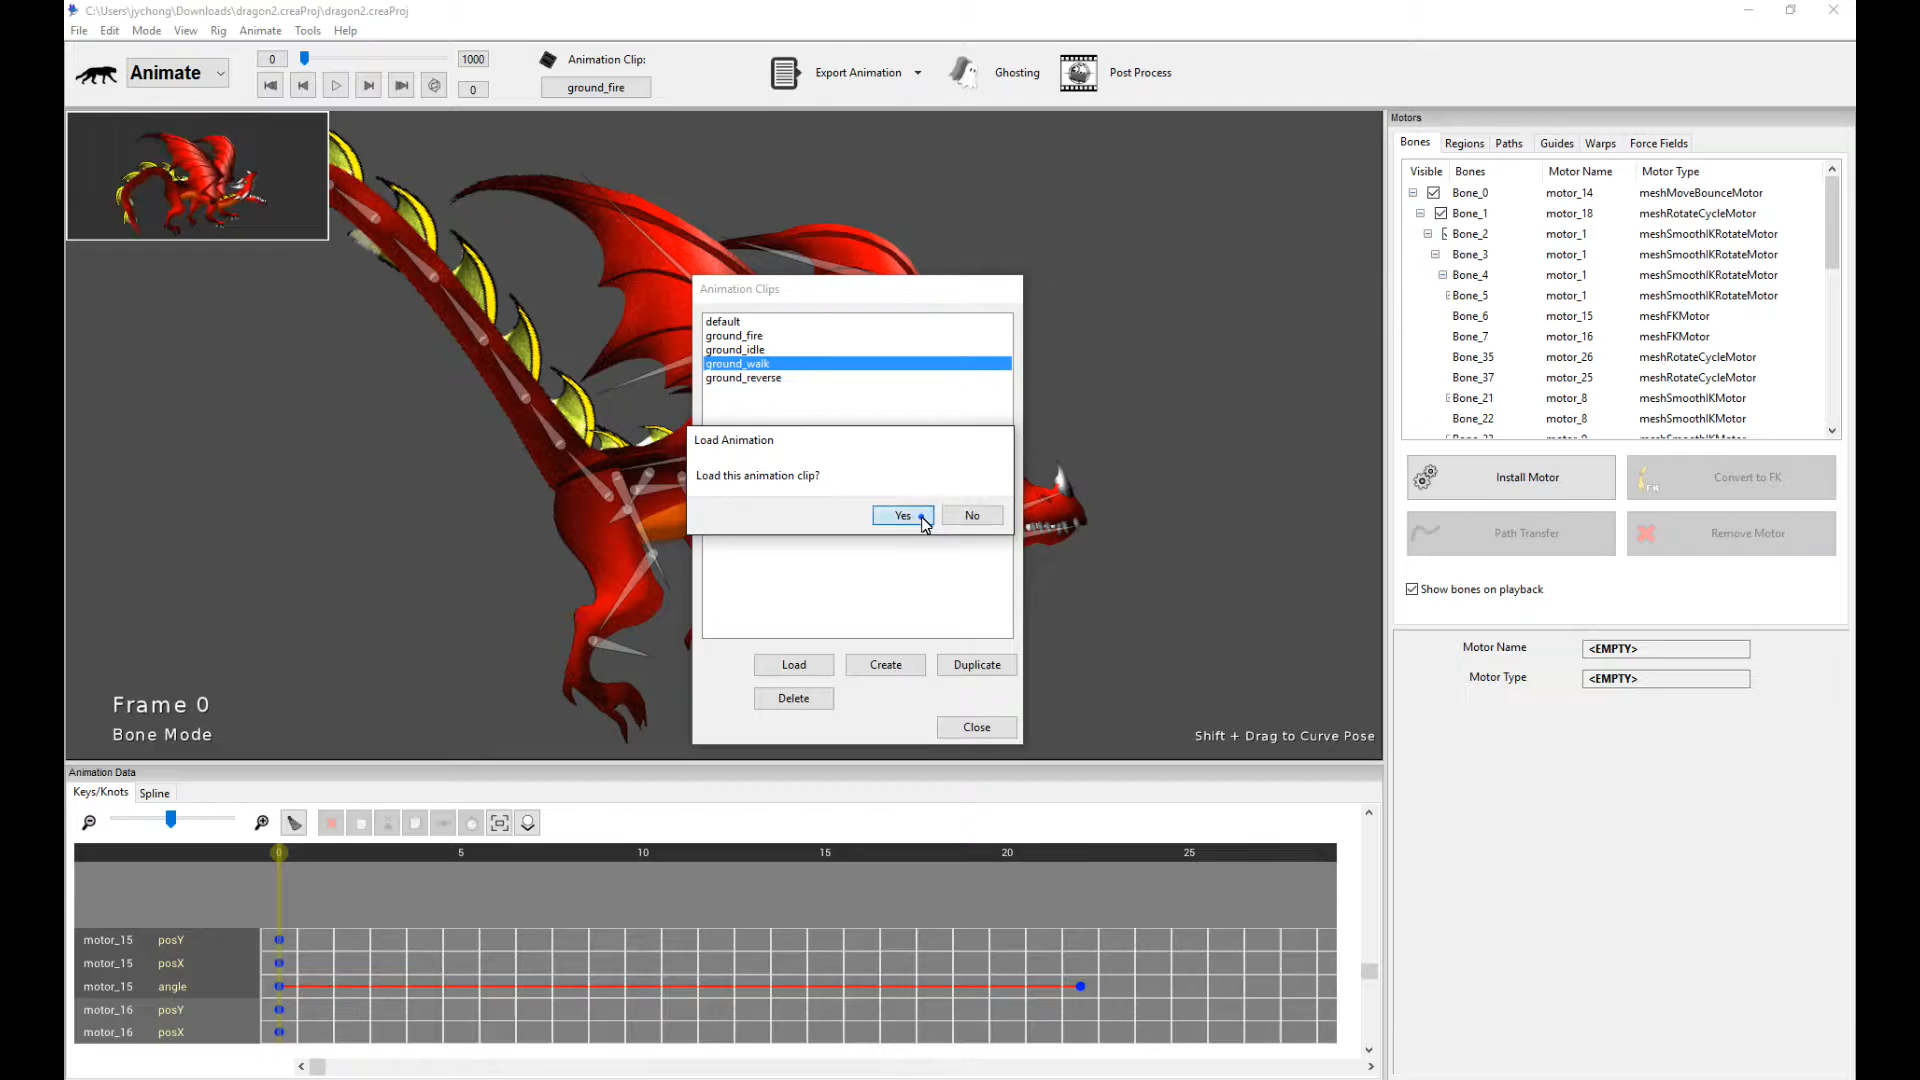 C:\Users\jychong\Downloads\dragon2.creaProj\dragon2.creaProj
File Edit Mode View Rig Animate Tools Help
Animate
0
1000
0
Animation Clip:
ground_fire
Export Animation
Ghosting
Post Process
Motors
Bones Regions Paths Guides Warps Force Fields
Visible Bones Motor Name Motor Type
Bone_0 motor_14 meshMoveBounceMotor
Bone_1 motor_18 meshRotateCycleMotor
Bone_2 motor_1 meshSmoothIKRotateMotor
Bone_3 motor_1 meshSmoothIKRotateMotor
Bone_4 motor_1 meshSmoothIKRotateMotor
Bone_5 motor_1 meshSmoothIKRotateMotor
Bone_6 motor_15 meshFKMotor
Bone_7 motor_16 meshFKMotor
Bone_35 motor_26 meshRotateCycleMotor
Bone_37 motor_25 meshRotateCycleMotor
Bone_21 motor_8 meshSmoothIKMotor
Bone_22 motor_8 meshSmoothIKMotor
Install Motor
FK
Convert to FK
Path Transfer
Remove Motor
Show bones on playback
Motor Name <EMPTY>
Motor Type <EMPTY>
Animation Clips
default
ground_fire
ground_idle
ground_walk
ground_reverse
Load Animation
Load this animation clip?
Yes No
Load Create Duplicate
Delete
Close
Frame 0
Bone Mode
Shift + Drag to Curve Pose
Animation Data
Keys/Knots Spline
0 5 10 15 20 25
motor_15 posY
motor_15 posX
motor_15 angle
motor_16 posY
motor_16 posX